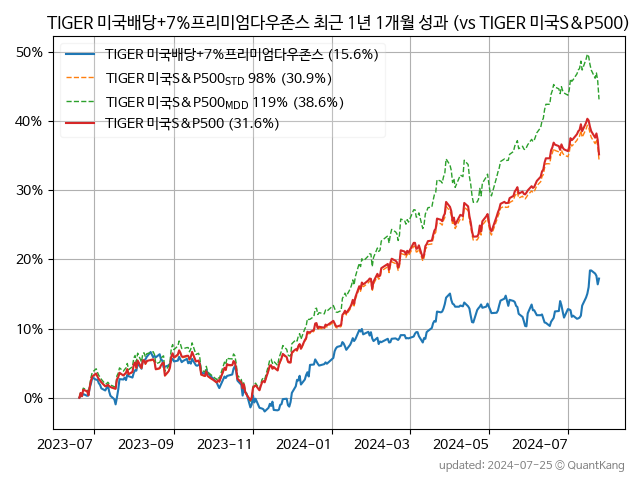 TIGER 미국배당+7%프리미엄다우존스 최근 1년 1개월 성과 (vs TIGER 미국S&P500)
TIGER 미국배당+7%프리미엄다우존스 (15.6%)
TIGER 미국S&P500STD 98% (30.9%)
TIGER 미국S&P500MDD 119% (38.6%)
TIGER 미국S&P500 (31.6%)
50%
40%
30%
20%
10%
0%
2023-07 2023-09 2023-11 2024-01 2024-03 2024-05 2024-07
updated: 2024-07-25 © QuantKang